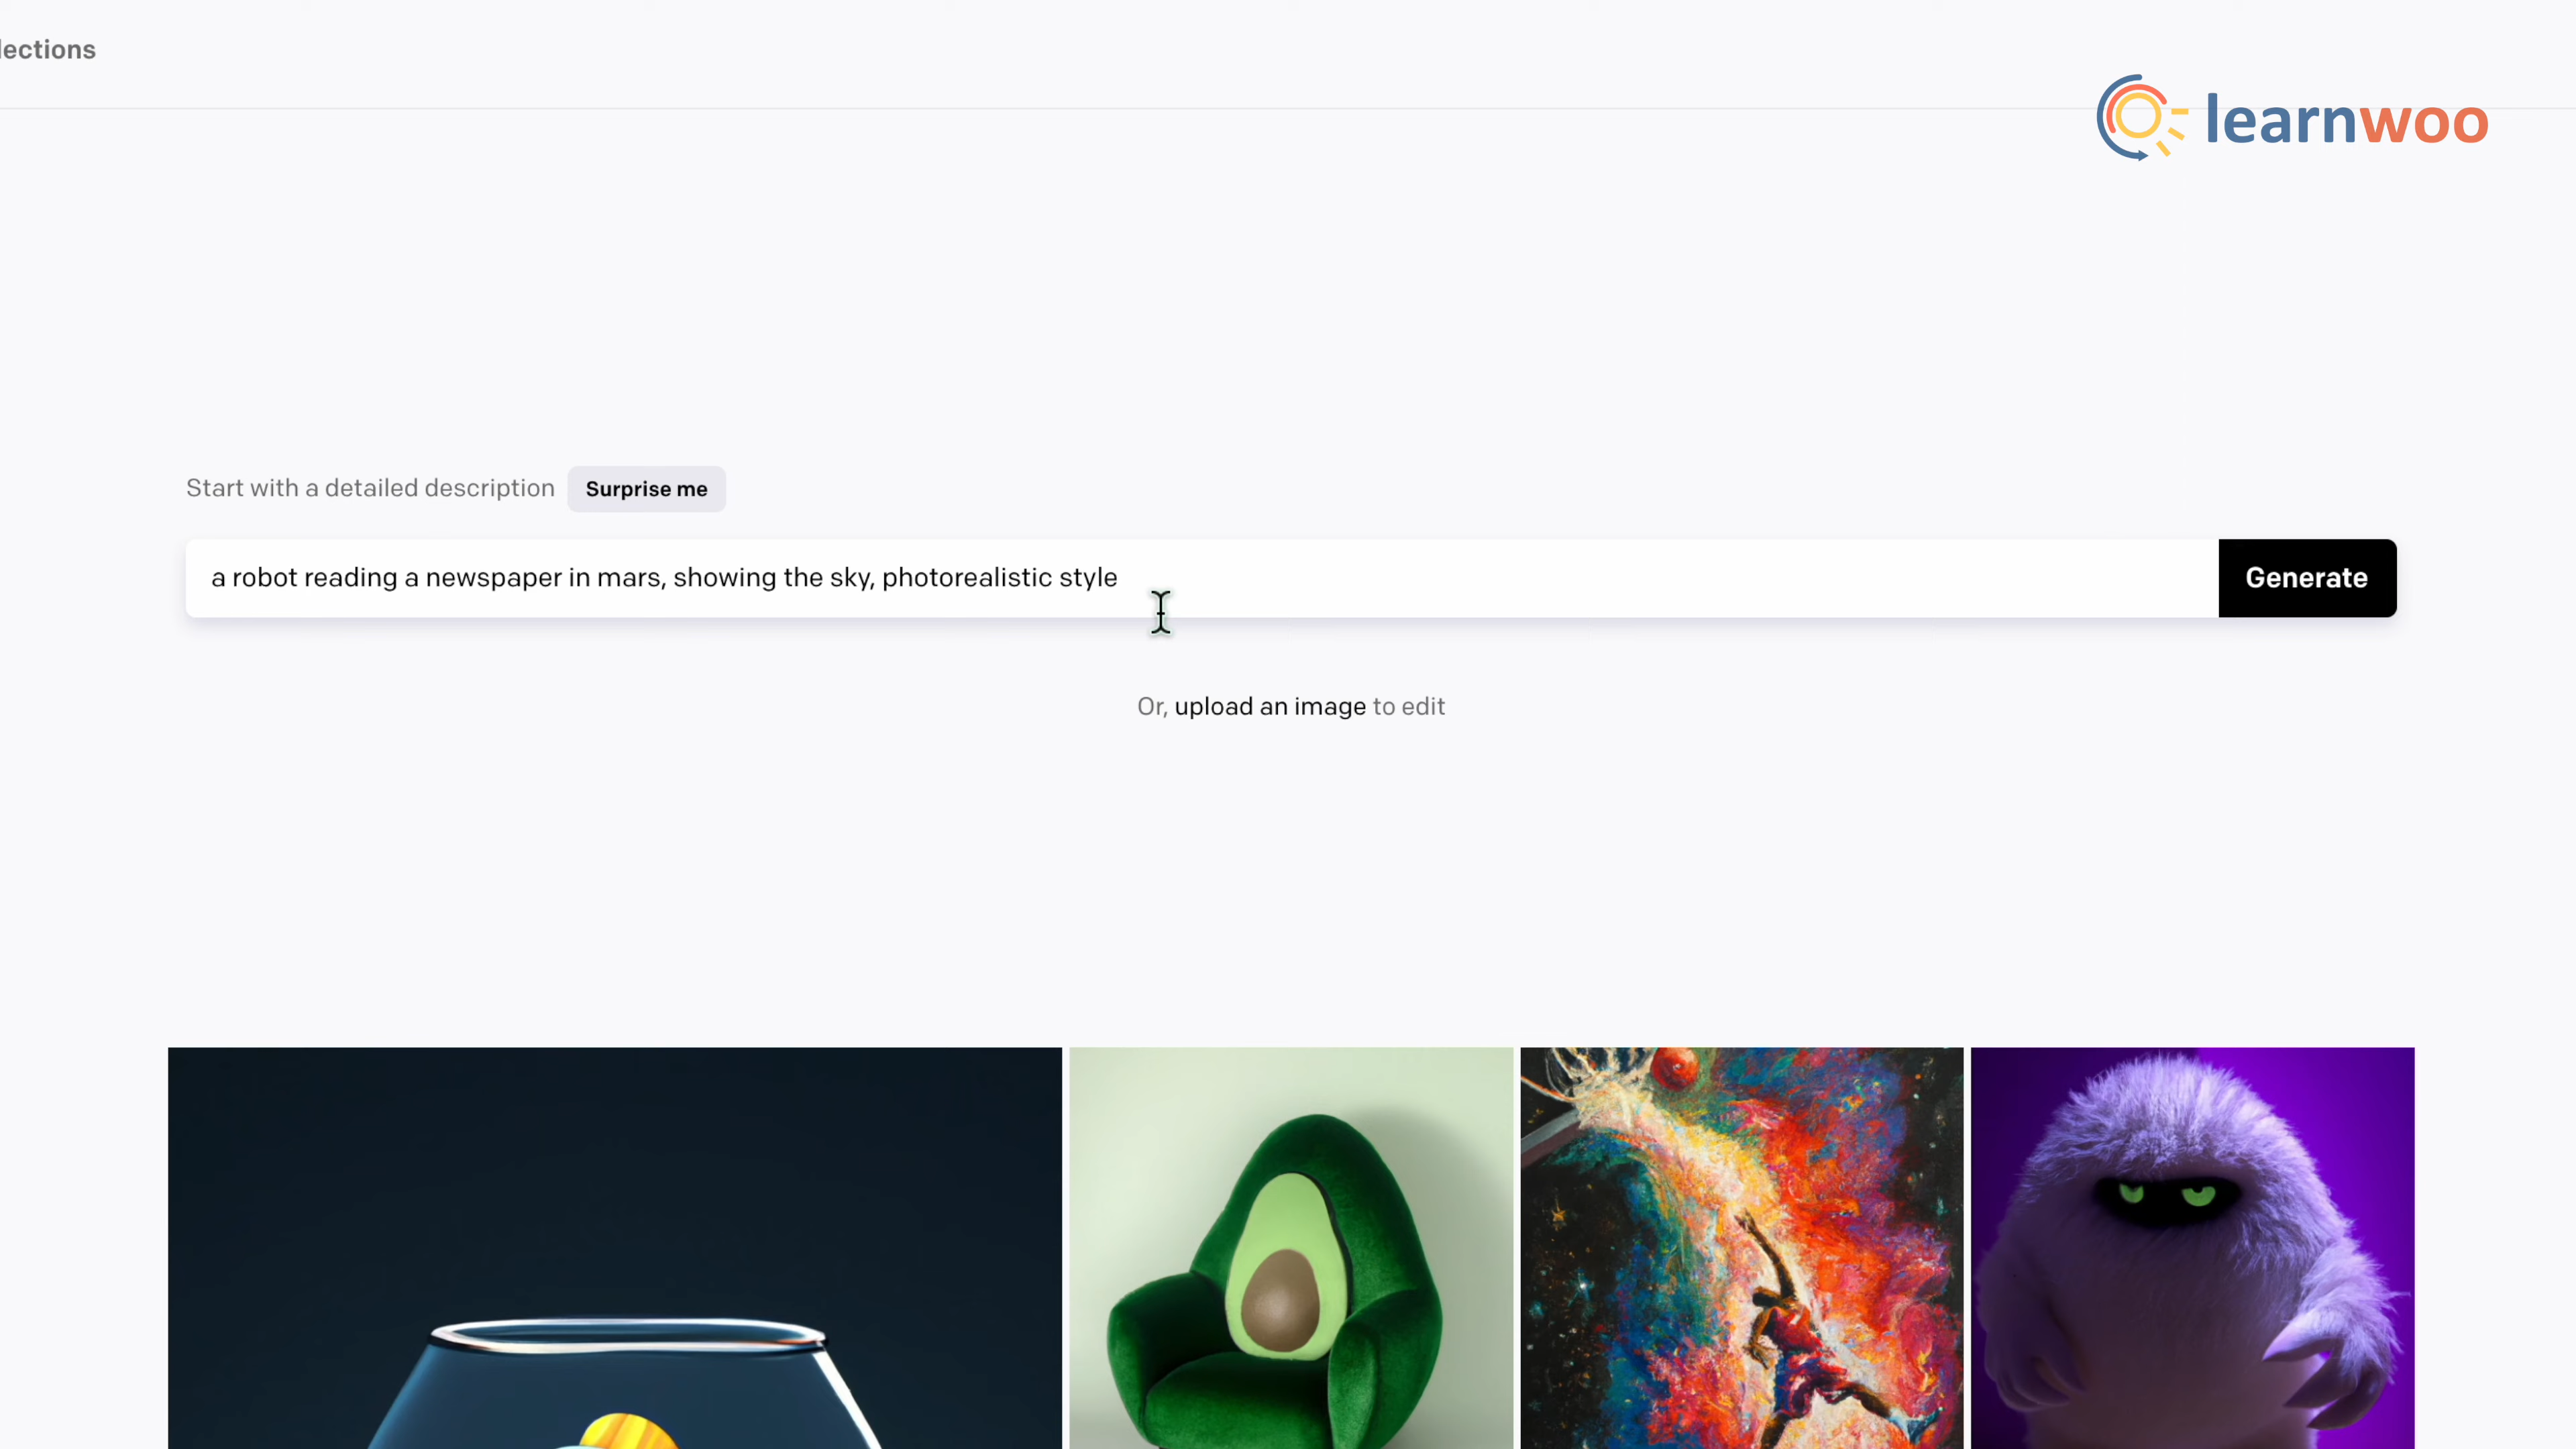 lections
learnwoo
Start with a detailed description Surprise me
a robot reading a newspaper in mars, showing the sky, photorealistic style
Generate
Or, upload an image to edit